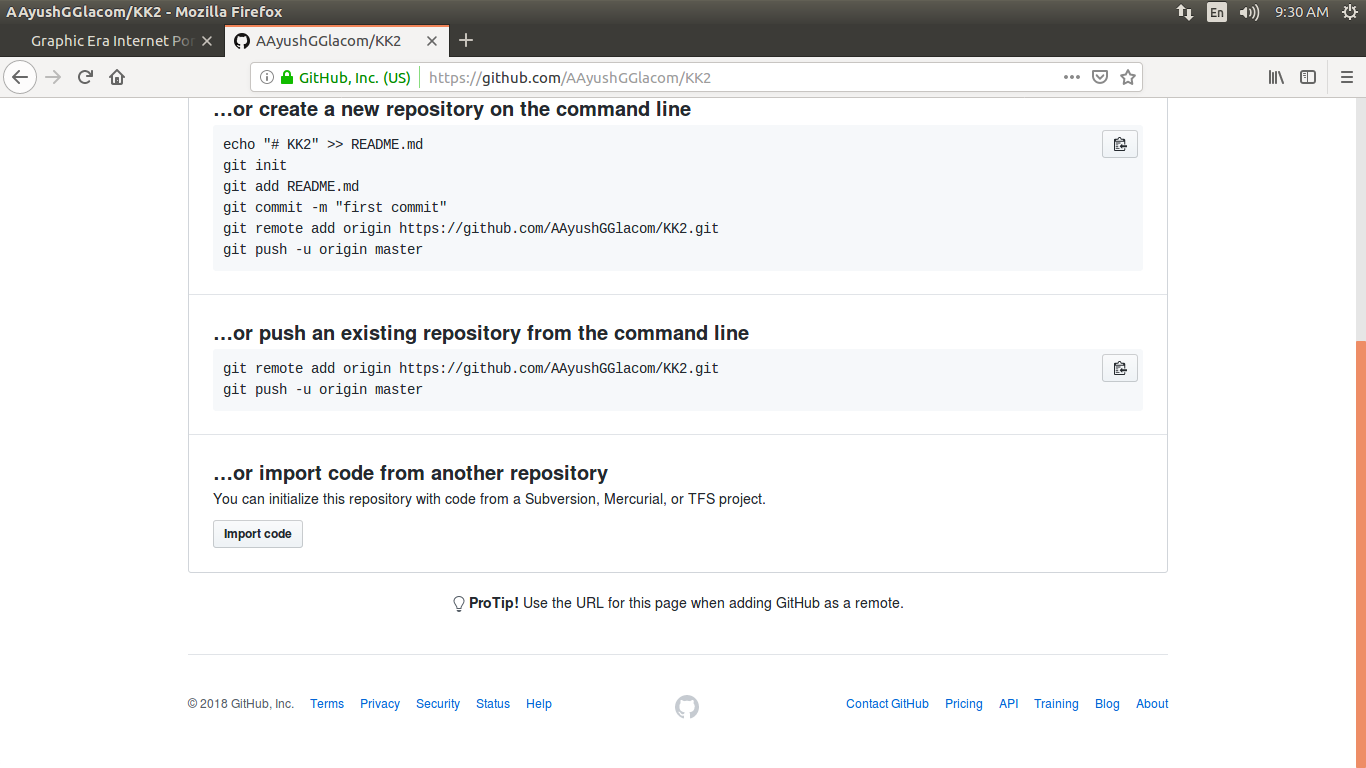 AAyushGGlacom/KK2 - Mozilla Firefox
En
9:30 AM
Graphic Era Internet Por
AAyushGGlacom/KK2
GitHub, Inc. (US)
https://github.com/AAyushGGlacom/KK2
…or create a new repository on the command line
echo "# KK2" >> README.md
git init
git add README.md
git commit -m "first commit"
git remote add origin https://github.com/AAyushGGlacom/KK2.git
git push -u origin master
…or push an existing repository from the command line
git remote add origin https://github.com/AAyushGGlacom/KK2.git
git push -u origin master
…or import code from another repository
You can initialize this repository with code from a Subversion, Mercurial, or TFS project.
Import code
ProTip! Use the URL for this page when adding GitHub as a remote.
© 2018 GitHub, Inc. Terms Privacy Security Status Help
Contact GitHub Pricing API Training Blog About